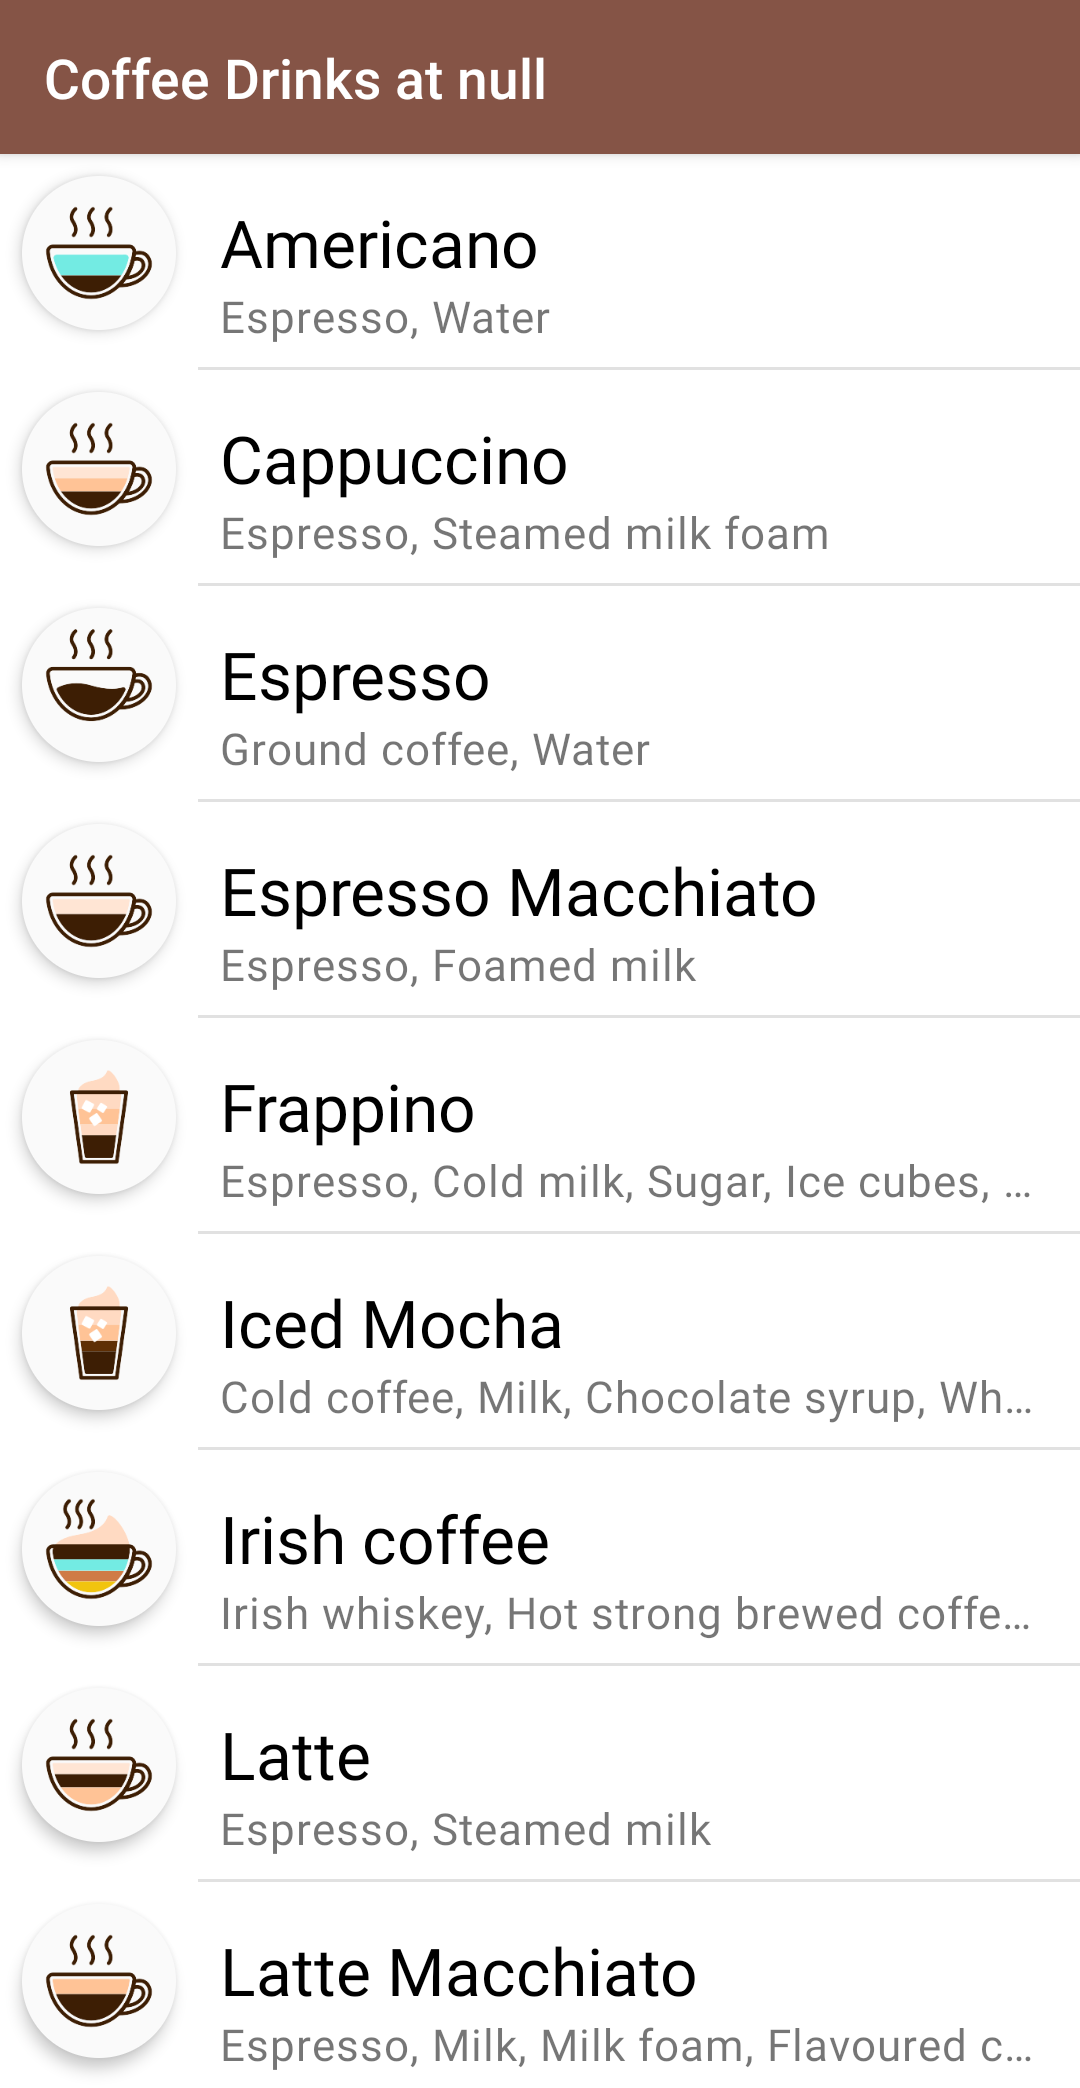 Coffee Drinks at null
Americano
Espresso, Water
Cappuccino
Espresso, Steamed milk foam
Espresso
Ground coffee, Water
Espresso Macchiato
Espresso, Foamed milk
Frappino
Espresso, Cold milk, Sugar, Ice cubes, ...
Iced Mocha
Cold coffee, Milk, Chocolate syrup, Wh...
Irish coffee
Irish whiskey, Hot strong brewed coffe...
Latte
Espresso, Steamed milk
Latte Macchiato
Espresso, Milk, Milk foam, Flavoured c...